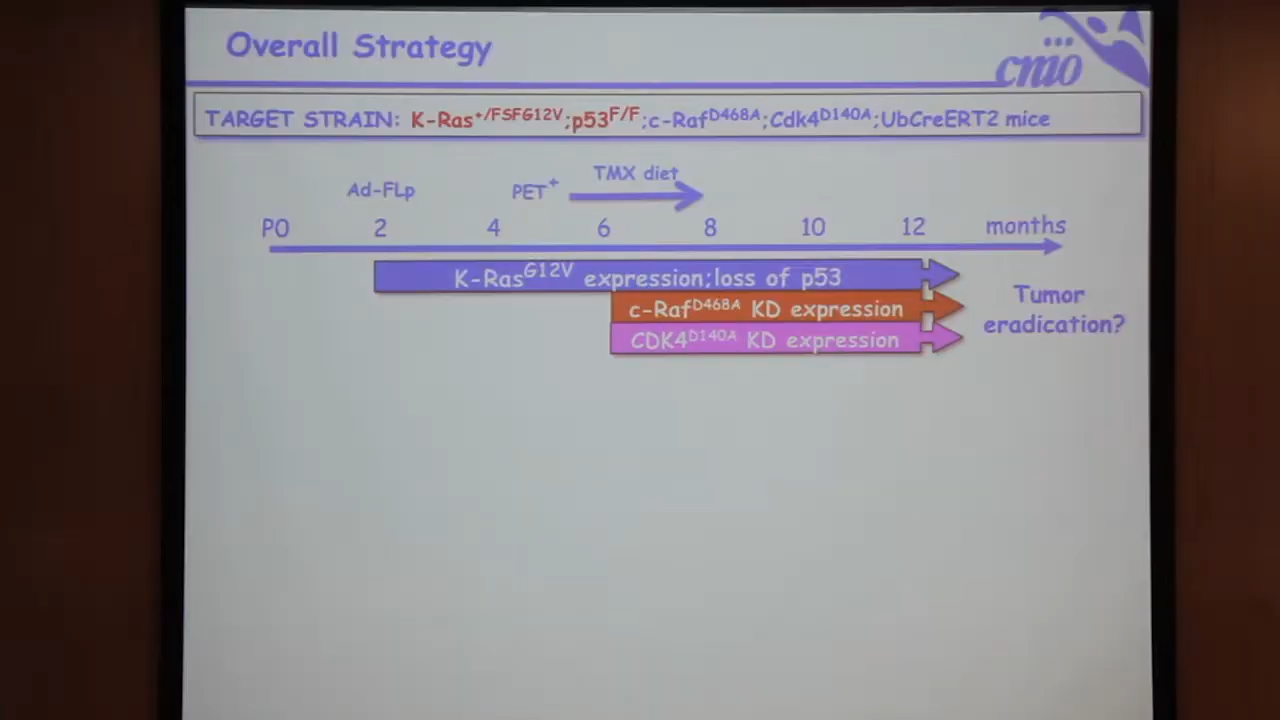 Overall Strategy
cnio
TARGET STRAIN: K-Ras+/FSFG12V;p53F/F;c-RafD468A;Cdk4D140A;UbCreERT2 mice
Ad-FLp PET+ TMX diet
P0 2 4 6 8 10 12 months
K-RasG12V expression;loss of p53
c-RafD468A KD expression
CDK4D140A KD expression
Tumor
eradication?